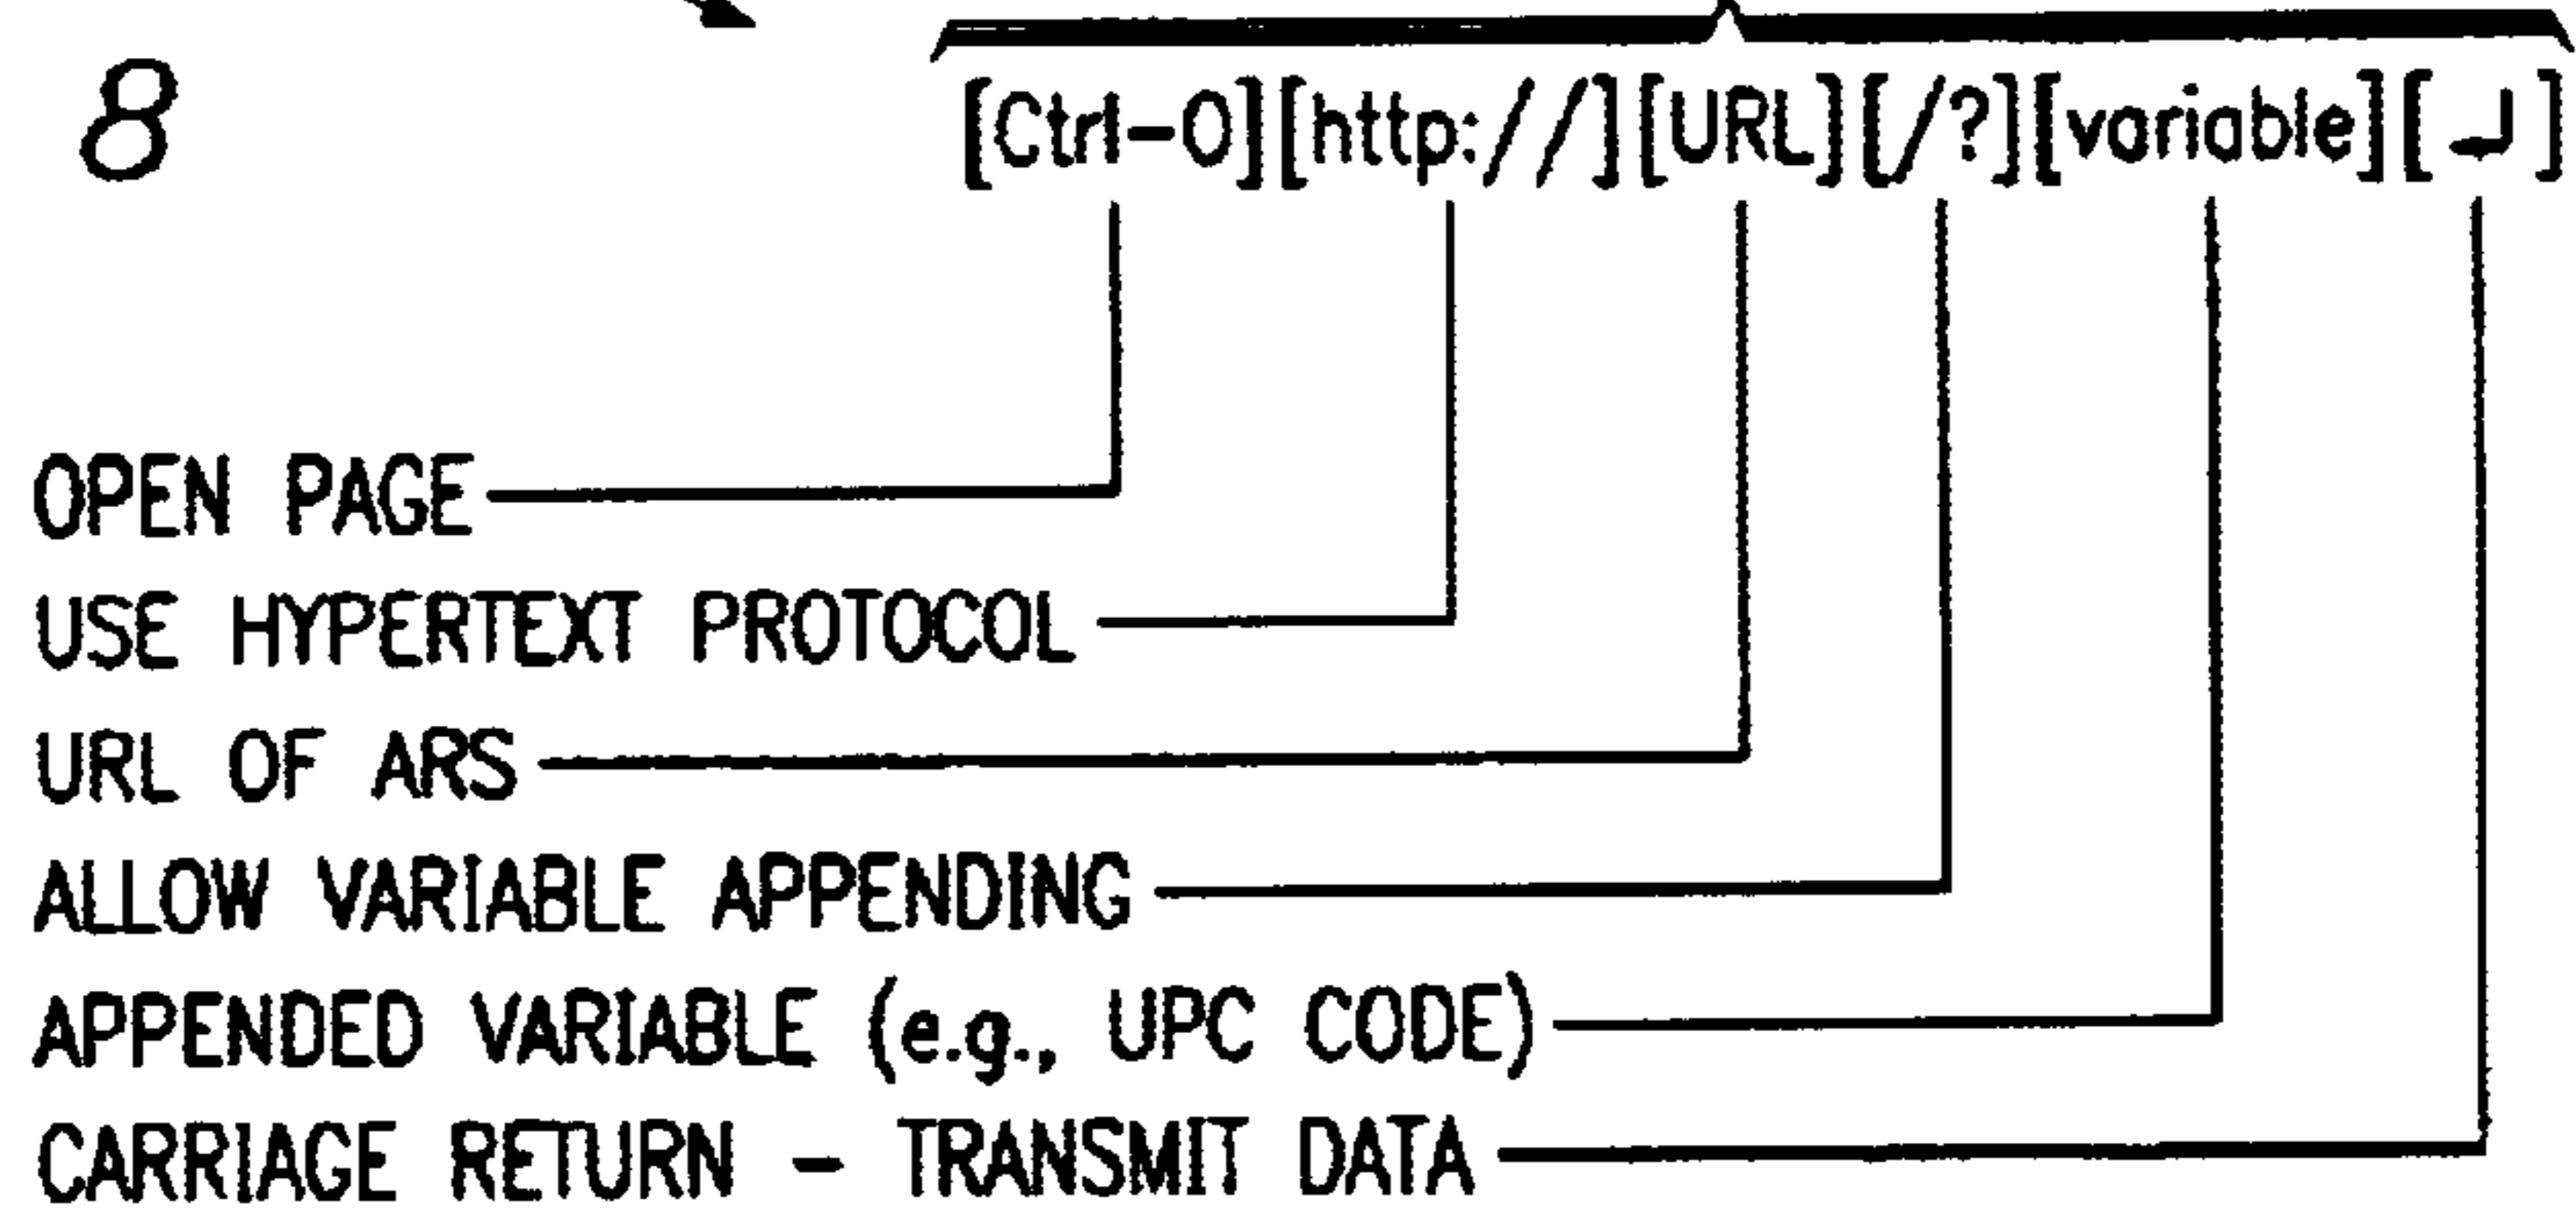 8
[Ctrl-O][http://][URL][/?][variable][↵]
OPEN PAGE
USE HYPERTEXT PROTOCOL
URL OF ARS
ALLOW VARIABLE APPENDING
APPENDED VARIABLE (e.g., UPC CODE)
CARRIAGE RETURN - TRANSMIT DATA